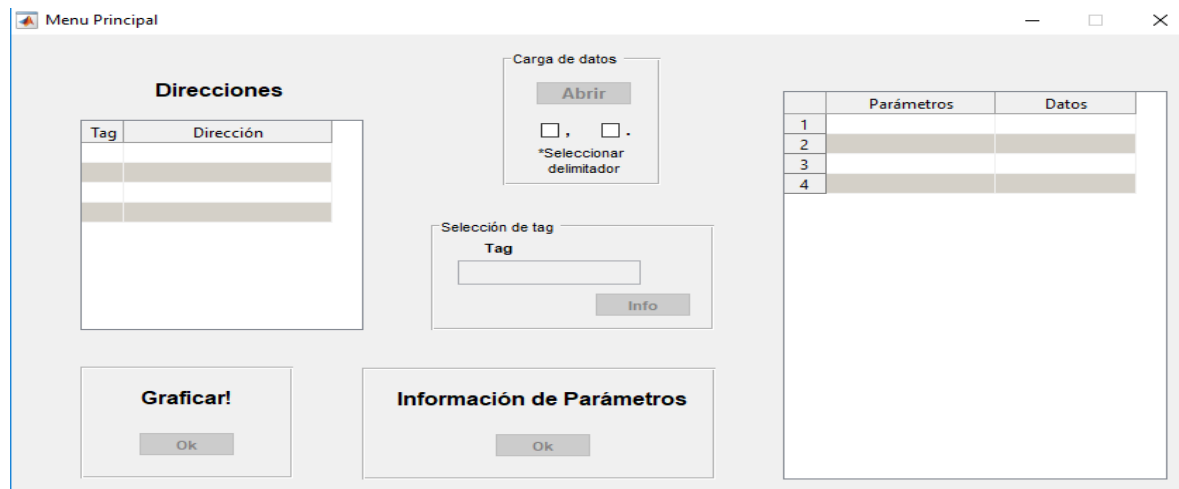 Menu Principal
Direcciones
Tag Dirección
Carga de datos
Abrir
, .
*Seleccionar
delimitador
Selección de tag
Tag
Info
Graficar!
Ok
Información de Parámetros
Ok
Parámetros Datos
1
2
3
4